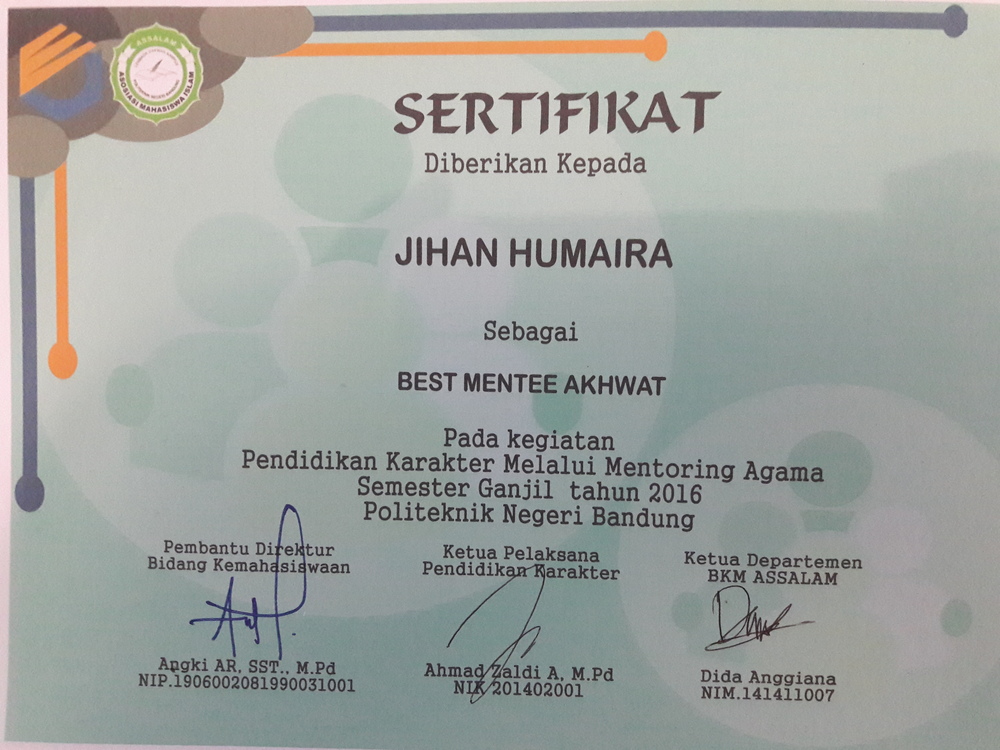 ASSALAM
ASOSIASI MAHASISWA ISLAM
SERTIFIKAT
Diberikan Kepada
JIHAN HUMAIRA
Sebagai
BEST MENTEE AKHWAT
Pada kegiatan
Pendidikan Karakter Melalui Mentoring Agama
Semester Ganjil tahun 2016
Politeknik Negeri Bandung
Pembantu Direktur
Bidang Kemahasiswaan
Angki AR, SST., M.Pd
NIP.1906002081990031001
Ketua Pelaksana
Pendidikan Karakter
Ahmad Zaldi A, M.Pd
NIK 201402001
Ketua Departemen
BKM ASSALAM
Dida Anggiana
NIM.141411007